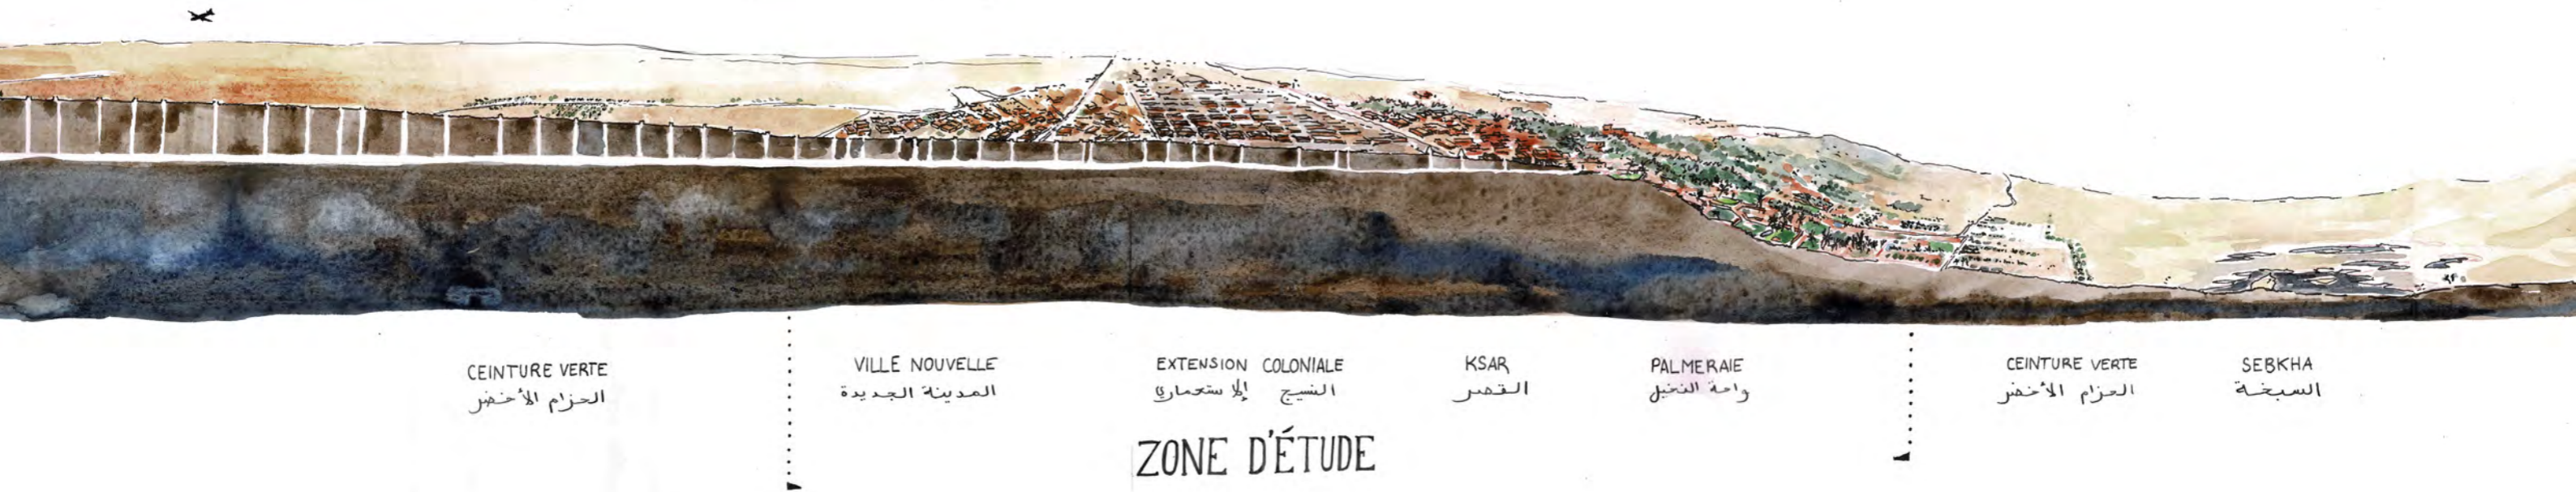 CEINTURE VERTE
الحزام الأخضر
VILLE NOUVELLE
المدينة الجديدة
EXTENSION COLONIALE
النسيج الإستعماري
KSAR
القصر
PALMERAIE
واحة النخيل
CEINTURE VERTE
الحزام الأخضر
SEBKHA
السبخة
ZONE D'ÉTUDE